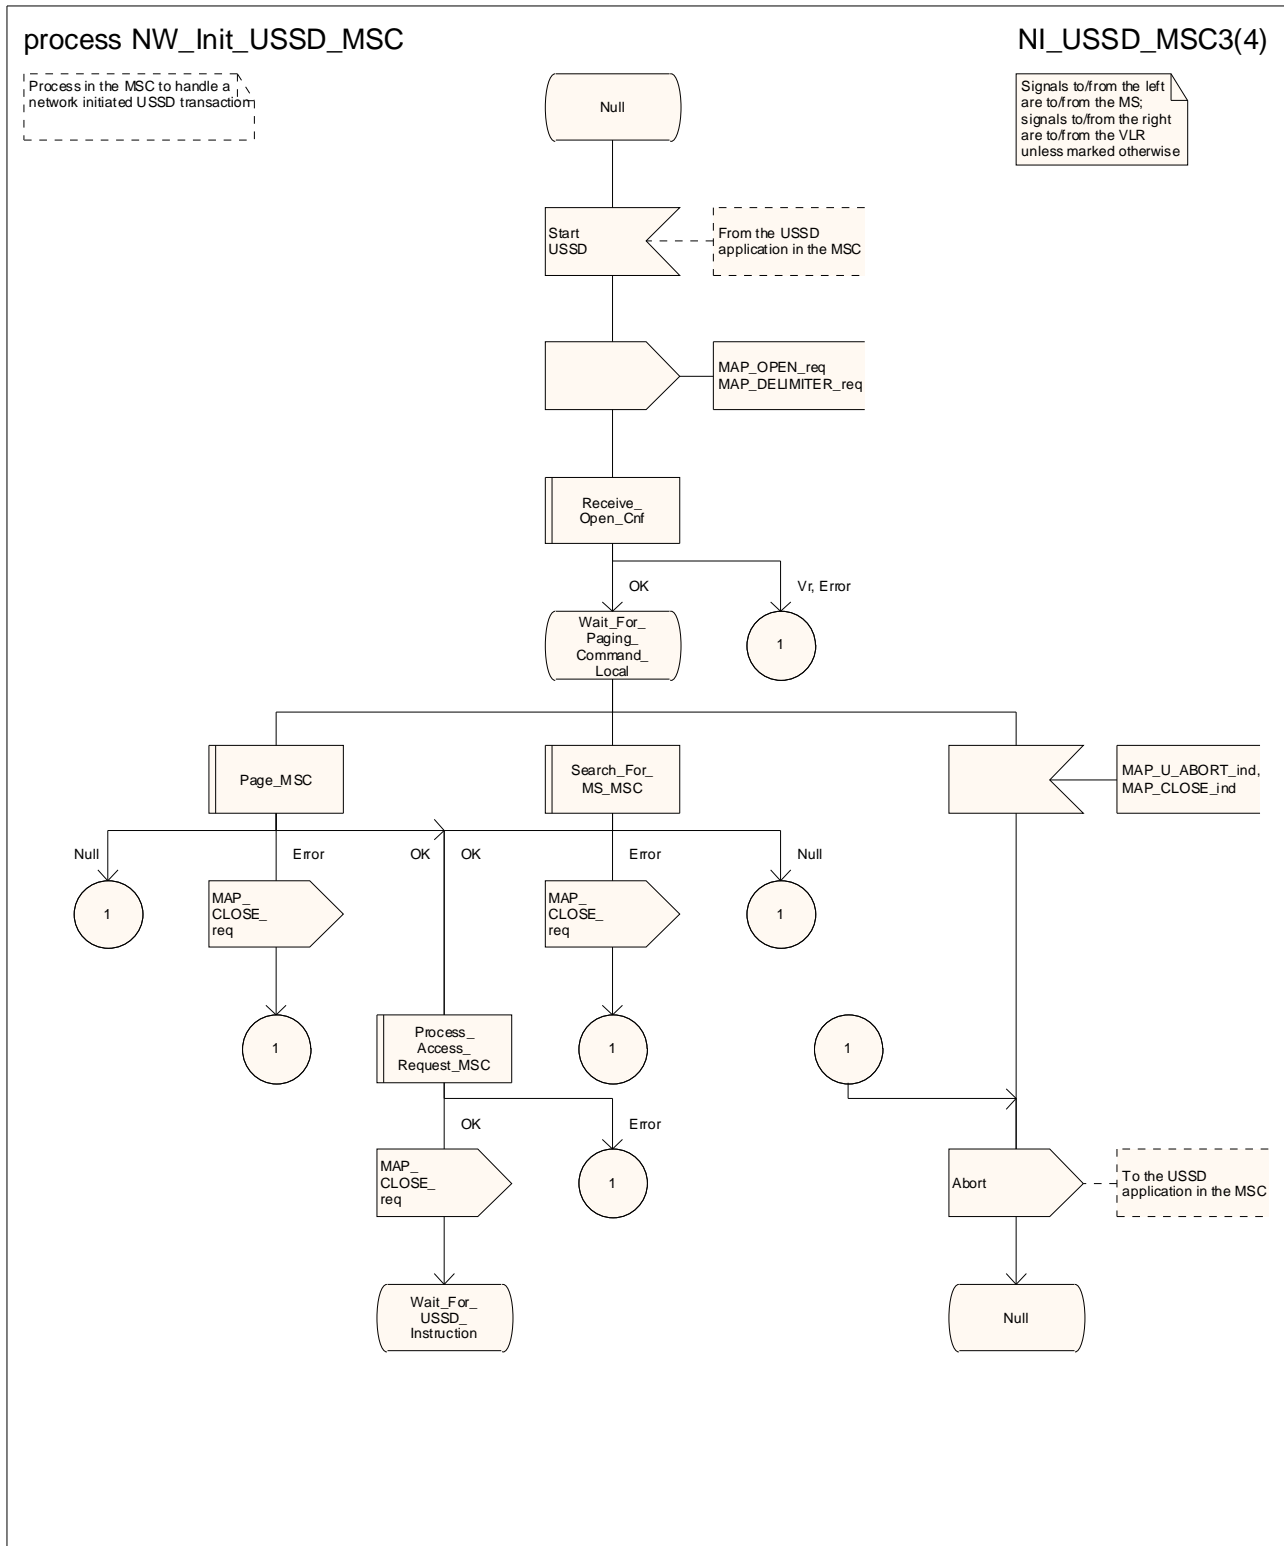 process NW_Init_USSD_MSC
NI_USSD_MSC3(4)
Process in the MSC to handle a
network initiated USSD transaction
Signals to/from the left
are to/from the MS;
signals to/from the right
are to/from the VLR
unless marked otherwise
Null
Start
USSD
From the USSD
application in the MSC
MAP_OPEN_req
MAP_DELIMITER_req
Receive_
Open_Cnf
OK
Vr, Error
Wait_For_
Paging_
Command_
Local
1
Page_MSC
Search_For_
MS_MSC
MAP_U_ABORT_ind,
MAP_CLOSE_ind
Null
Error
OK
OK
Error
Null
1
MAP_
CLOSE_
req
MAP_
CLOSE_
req
1
1
Process_
Access_
Request_MSC
1
1
OK
Error
MAP_
CLOSE_
req
1
Abort
To the USSD
application in the MSC
Wait_For_
USSD_
Instruction
Null